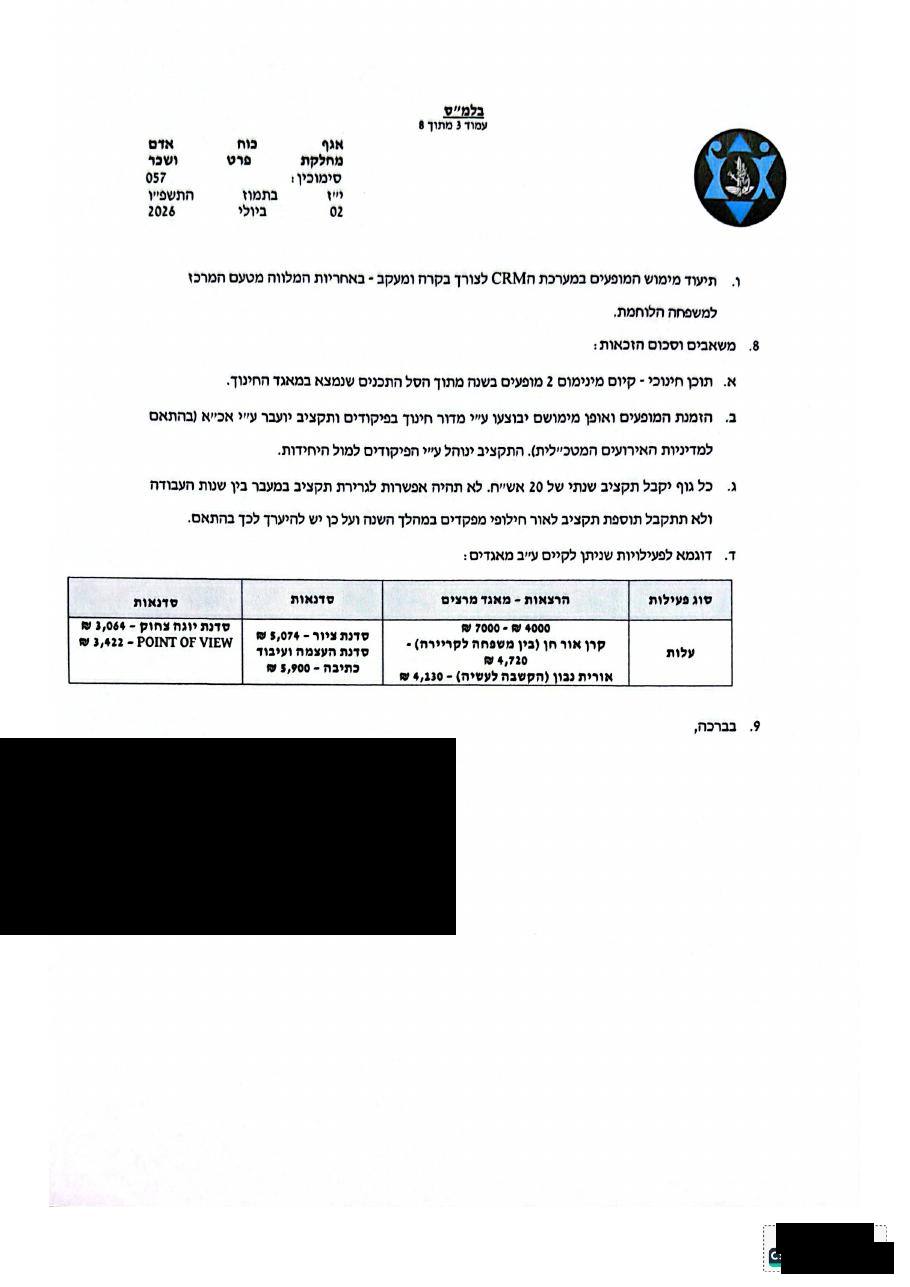 בלמ"ס
עמוד 3 מתוך 8
אגף כוח אדם
מחלקת פרט ושכר
סימוכין: 057
י"ז בתמוז התשפ"ו
02 ביולי 2026
ו. תיעוד מימוש המופעים במערכת הCRM לצורך בקרה ומעקב - באחריות המלווה מטעם המרכז
למשפחה הלוחמת.
8. משאבים וסכום הזכאות:
א. תוכן חינוכי - קיום מינימום 2 מופעים בשנה מתוך הסל התכנים שנמצא במאגד החינוך.
ב. הזמנת המופעים ואופן מימושם יבוצעו ע"י מדור חינוך בפיקודים ותקציב יועבר ע"י אכ"א (בהתאם
למדיניות האירועים המטכ"לית). התקציב ינוהל ע"י הפיקודים למול היחידות.
ג. כל גוף יקבל תקציב שנתי של 20 אש"ח. לא תהיה אפשרות לגרירת תקציב במעבר בין שנות העבודה
ולא תתקבל תוספת תקציב לאור חילופי מפקדים במהלך השנה ועל כן יש להיערך לכך בהתאם.
ד. דוגמא לפעילויות שניתן לקיים ע"ב מאגדים:
סוג פעילות הרצאות – מאגד מרצים סדנאות סדנאות
עלות
4000 ₪ - 7000 ₪
קרן אור חן (בין משפחה לקריירה) -
4,720 ₪
אורית נבון (הקשבה לעשיה) – 4,130 ₪
סדנת ציור – 5,074 ₪
סדנת העצמה ועיבוד
כתיבה – 5,900 ₪
סדנת יוגה צחוק – 3,064 ₪
POINT OF VIEW – 3,422 ₪
9. בברכה,